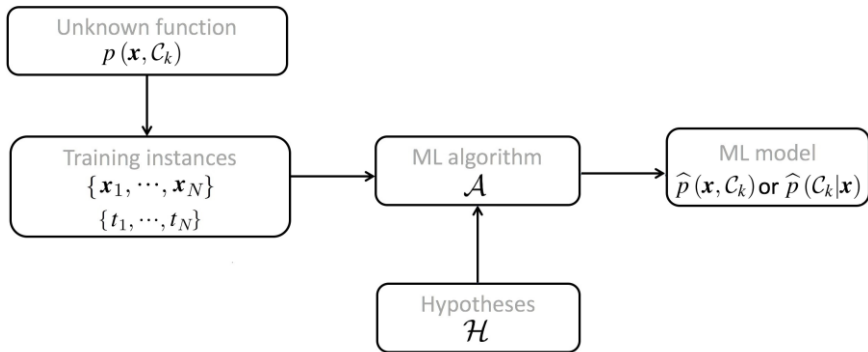 Unknown function
p (x, C_k)
Training instances
{x_1, ⋯, x_N}
{t_1, ⋯, t_N}
ML algorithm
𝒜
ML model
p̂ (x, C_k) or p̂ (C_k|x)
Hypotheses
ℋ